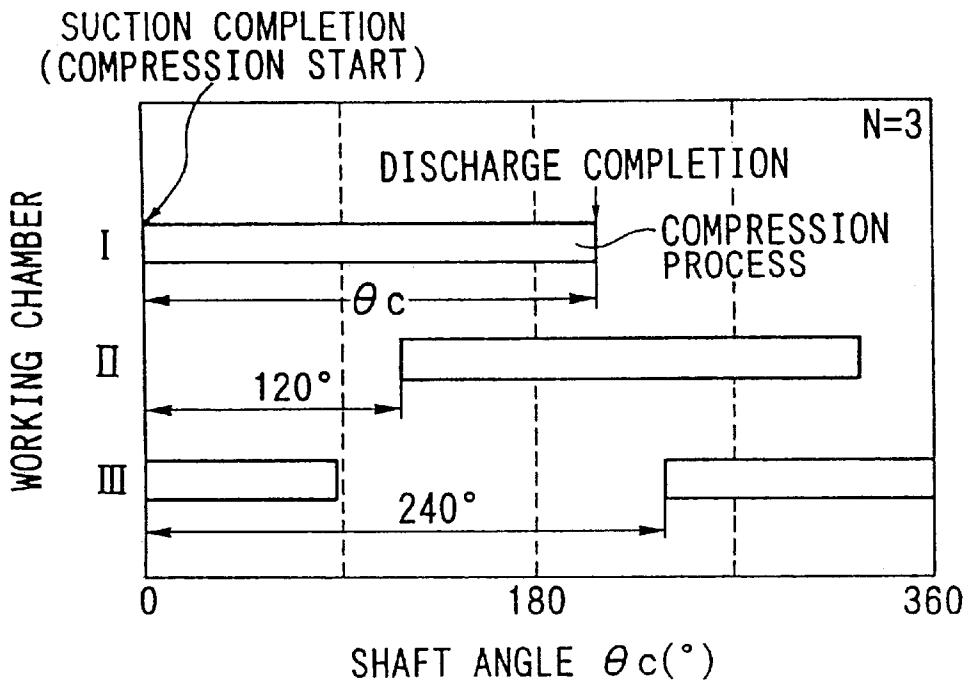 SUCTION COMPLETION
(COMPRESSION START)
N=3
DISCHARGE COMPLETION
WORKING CHAMBER
I
COMPRESSION
PROCESS
θc
II
120°
III
240°
0 180 360
SHAFT ANGLE θc(°)